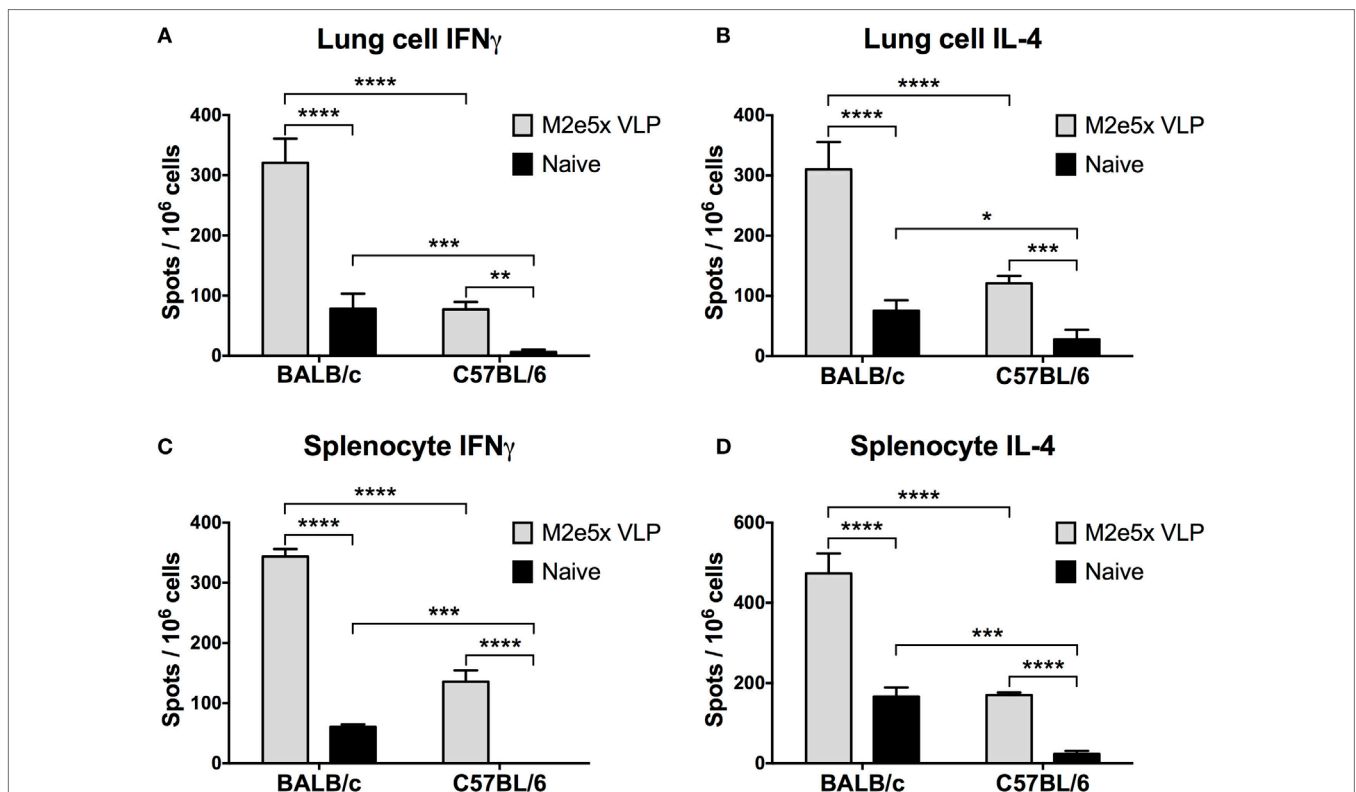 A
Lung cell IFNγ
****
****
***
**
M2e5x VLP
Naive
Spots / 10⁶ cells
400
300
200
100
0
BALB/c
C57BL/6
B
Lung cell IL-4
****
****
*
***
M2e5x VLP
Naive
Spots / 10⁶ cells
400
300
200
100
0
BALB/c
C57BL/6
C
Splenocyte IFNγ
****
****
***
****
M2e5x VLP
Naive
Spots / 10⁶ cells
400
300
200
100
0
BALB/c
C57BL/6
D
Splenocyte IL-4
****
****
***
****
M2e5x VLP
Naive
Spots / 10⁶ cells
600
400
200
0
BALB/c
C57BL/6